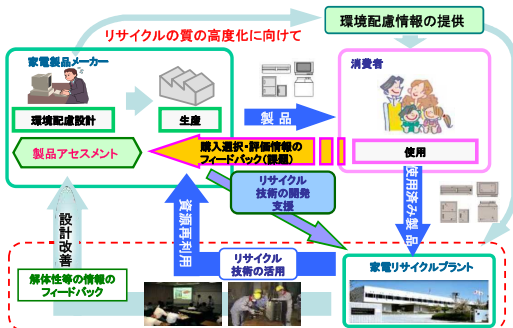 環境配慮情報の提供
リサイクルの質の高度化に向けて
家電製品メーカー
消費者
環境配慮設計
生産
製 品
製品アセスメント
購入選択・評価情報の
フィードバック(課題)
使用
リサイクル
技術の開発
支援
使用済み製品
設計改善
資源再利用
リサイクル
技術の活用
家電リサイクルプラント
解体性等の情報の
フィードバック